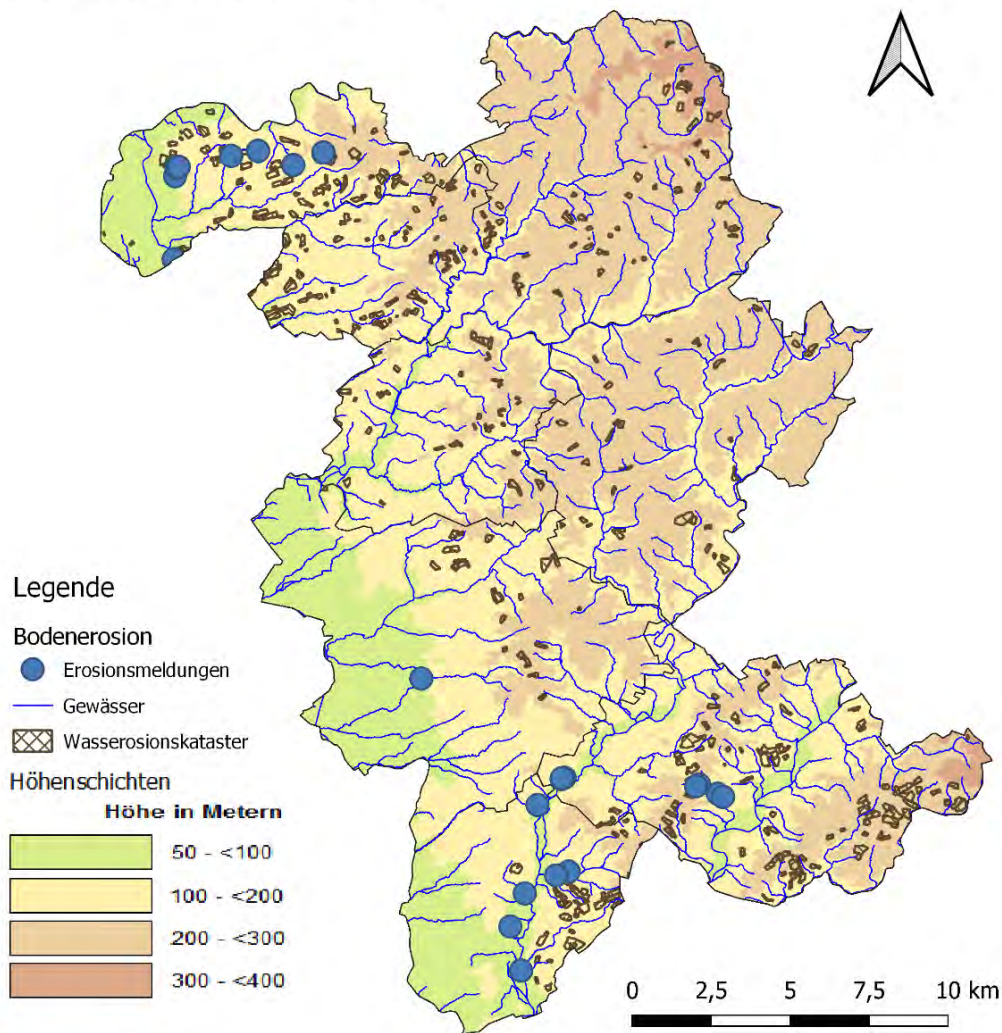 Legende
Bodenerosion
Erosionsmeldungen
Gewässer
Wasserosionskataster
Höhenschichten
Höhe in Metern
50 - <100
100 - <200
200 - <300
300 - <400
0 2,5 5 7,5 10 km